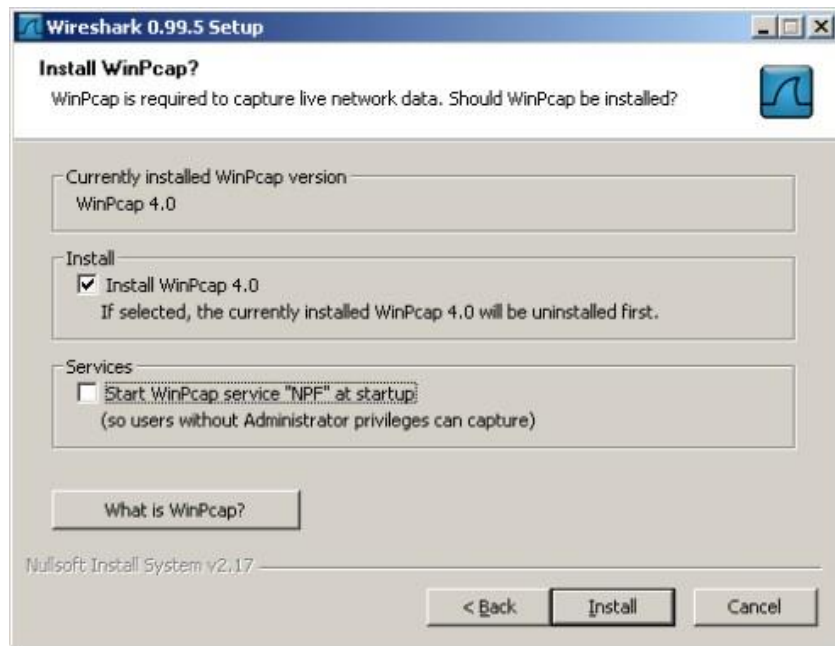 Wireshark 0.99.5 Setup
Install WinPcap?
WinPcap is required to capture live network data. Should WinPcap be installed?
Currently installed WinPcap version
WinPcap 4.0
Install
Install WinPcap 4.0
If selected, the currently installed WinPcap 4.0 will be uninstalled first.
Services
Start WinPcap service "NPF" at startup
(so users without Administrator privileges can capture)
What is WinPcap?
Nullsoft Install System v2.17
< Back Install Cancel